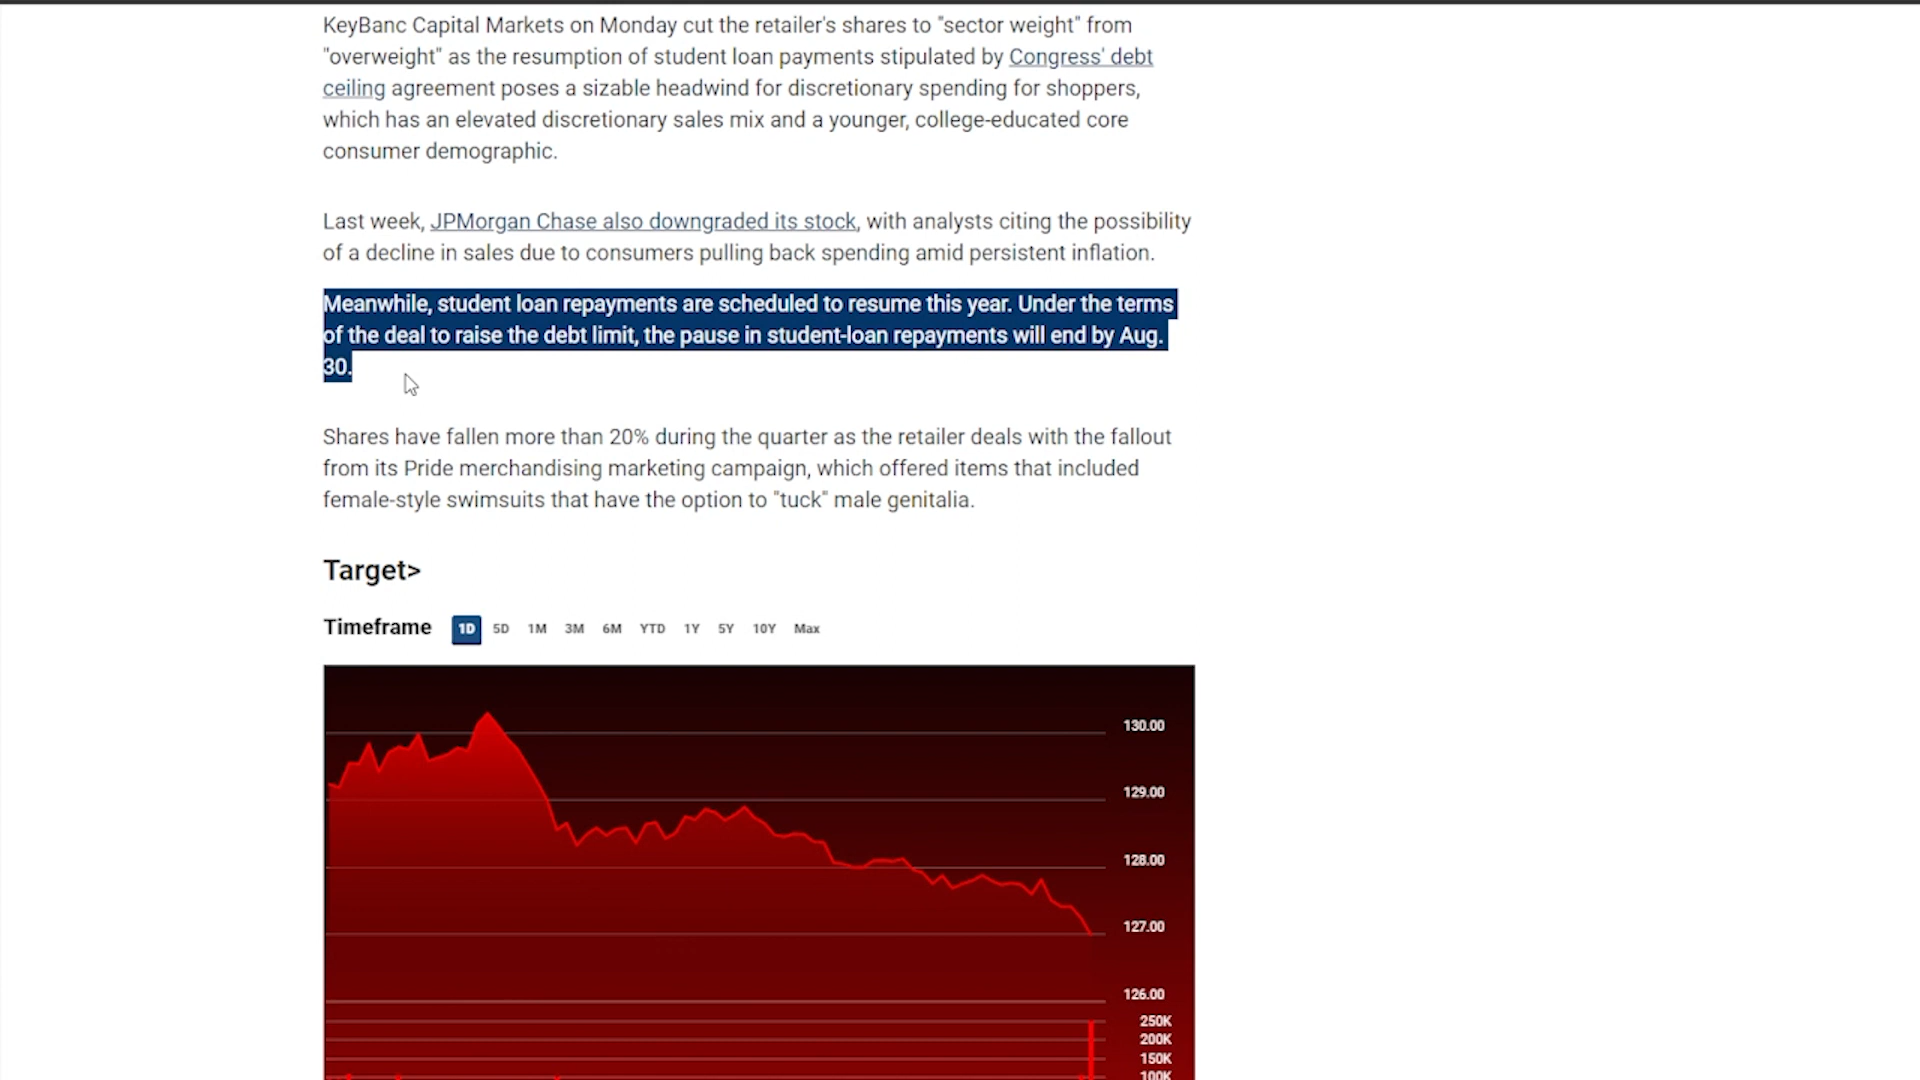 KeyBanc Capital Markets on Monday cut the retailer's shares to "sector weight" from
"overweight" as the resumption of student loan payments stipulated by Congress' debt
ceiling agreement poses a sizable headwind for discretionary spending for shoppers,
which has an elevated discretionary sales mix and a younger, college-educated core
consumer demographic.
Last week, JPMorgan Chase also downgraded its stock, with analysts citing the possibility
of a decline in sales due to consumers pulling back spending amid persistent inflation.
Meanwhile, student loan repayments are scheduled to resume this year. Under the terms
of the deal to raise the debt limit, the pause in student-loan repayments will end by Aug.
30.
Shares have fallen more than 20% during the quarter as the retailer deals with the fallout
from its Pride merchandising marketing campaign, which offered items that included
female-style swimsuits that have the option to "tuck" male genitalia.
Target>
Timeframe 1D 5D 1M 3M 6M YTD 1Y 5Y 10Y Max
130.00
129.00
128.00
127.00
126.00
250K
200K
150K
100K